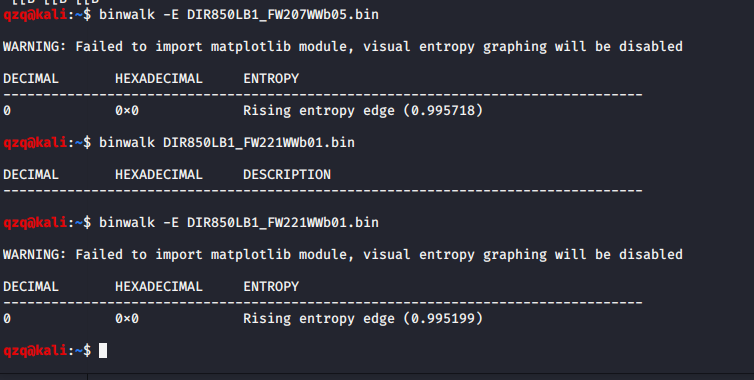 qzq@kali:~$ binwalk -E DIR850LB1_FW207WWb05.bin
WARNING: Failed to import matplotlib module, visual entropy graphing will be disabled
DECIMAL HEXADECIMAL ENTROPY
--------------------------------------------------------------------------------
0 0x0 Rising entropy edge (0.995718)
qzq@kali:~$ binwalk DIR850LB1_FW221WWb01.bin
DECIMAL HEXADECIMAL DESCRIPTION
--------------------------------------------------------------------------------
qzq@kali:~$ binwalk -E DIR850LB1_FW221WWb01.bin
WARNING: Failed to import matplotlib module, visual entropy graphing will be disabled
DECIMAL HEXADECIMAL ENTROPY
--------------------------------------------------------------------------------
0 0x0 Rising entropy edge (0.995199)
qzq@kali:~$